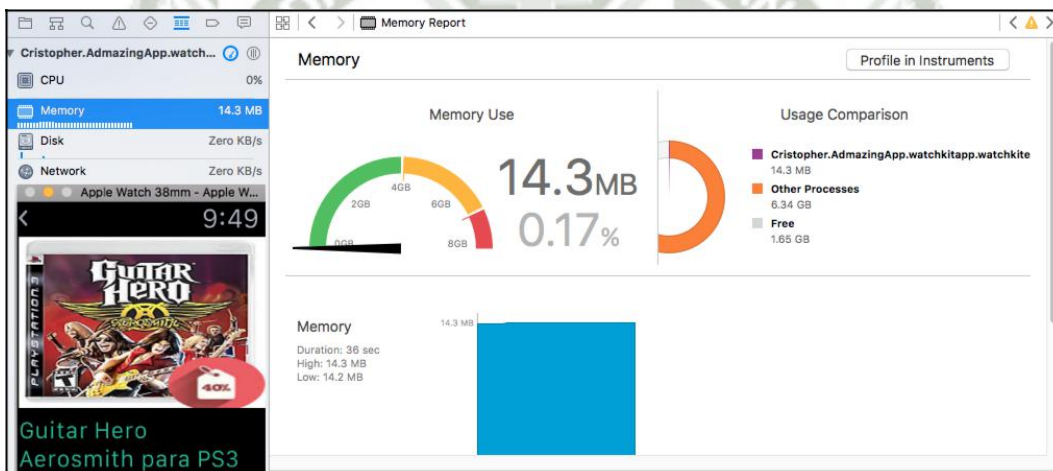 Memory Report
Cristopher.AdmazingApp.watch...
CPU 0%
Memory 14.3 MB
Disk Zero KB/s
Network Zero KB/s
Apple Watch 38mm - Apple W...
9:49
PLAYSTATION 3
GUITAR
HERO
AEROSMITH
T
40%
Guitar Hero
Aerosmith para PS3
Memory
Profile in Instruments
Memory Use
0GB
2GB
4GB
6GB
8GB
14.3MB
0.17%
Usage Comparison
Cristopher.AdmazingApp.watchkitapp.watchkite
14.3 MB
Other Processes
6.34 GB
Free
1.65 GB
Memory
Duration: 36 sec
High: 14.3 MB
Low: 14.2 MB
14.3 MB